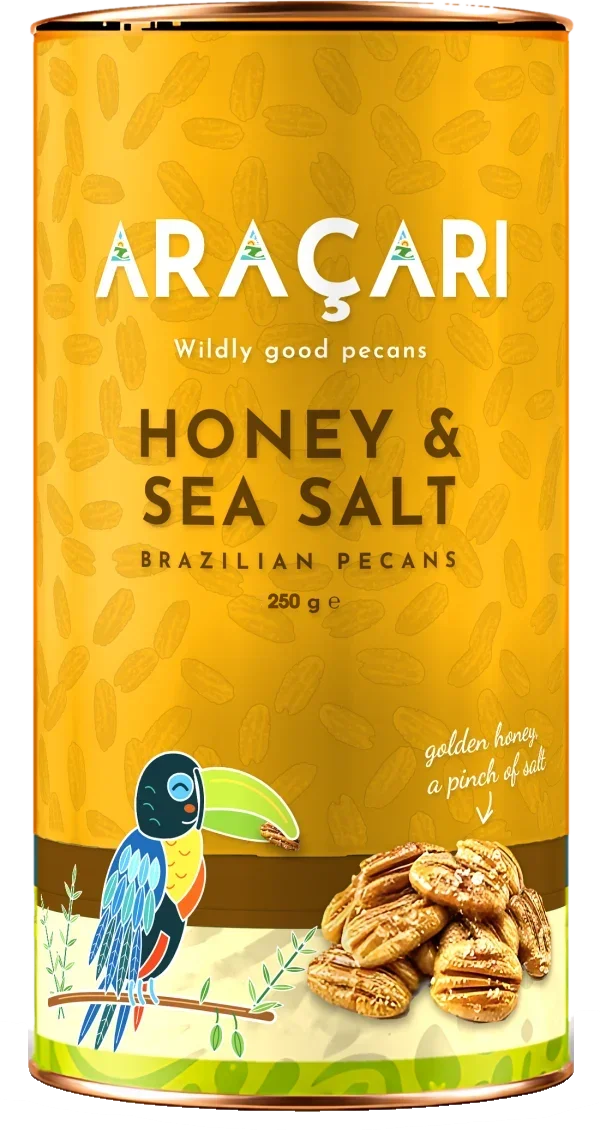 ARAÇARI
Wildly good pecans
HONEY &
SEA SALT
BRAZILIAN PECANS
250 g ℮
golden honey,
a pinch of salt